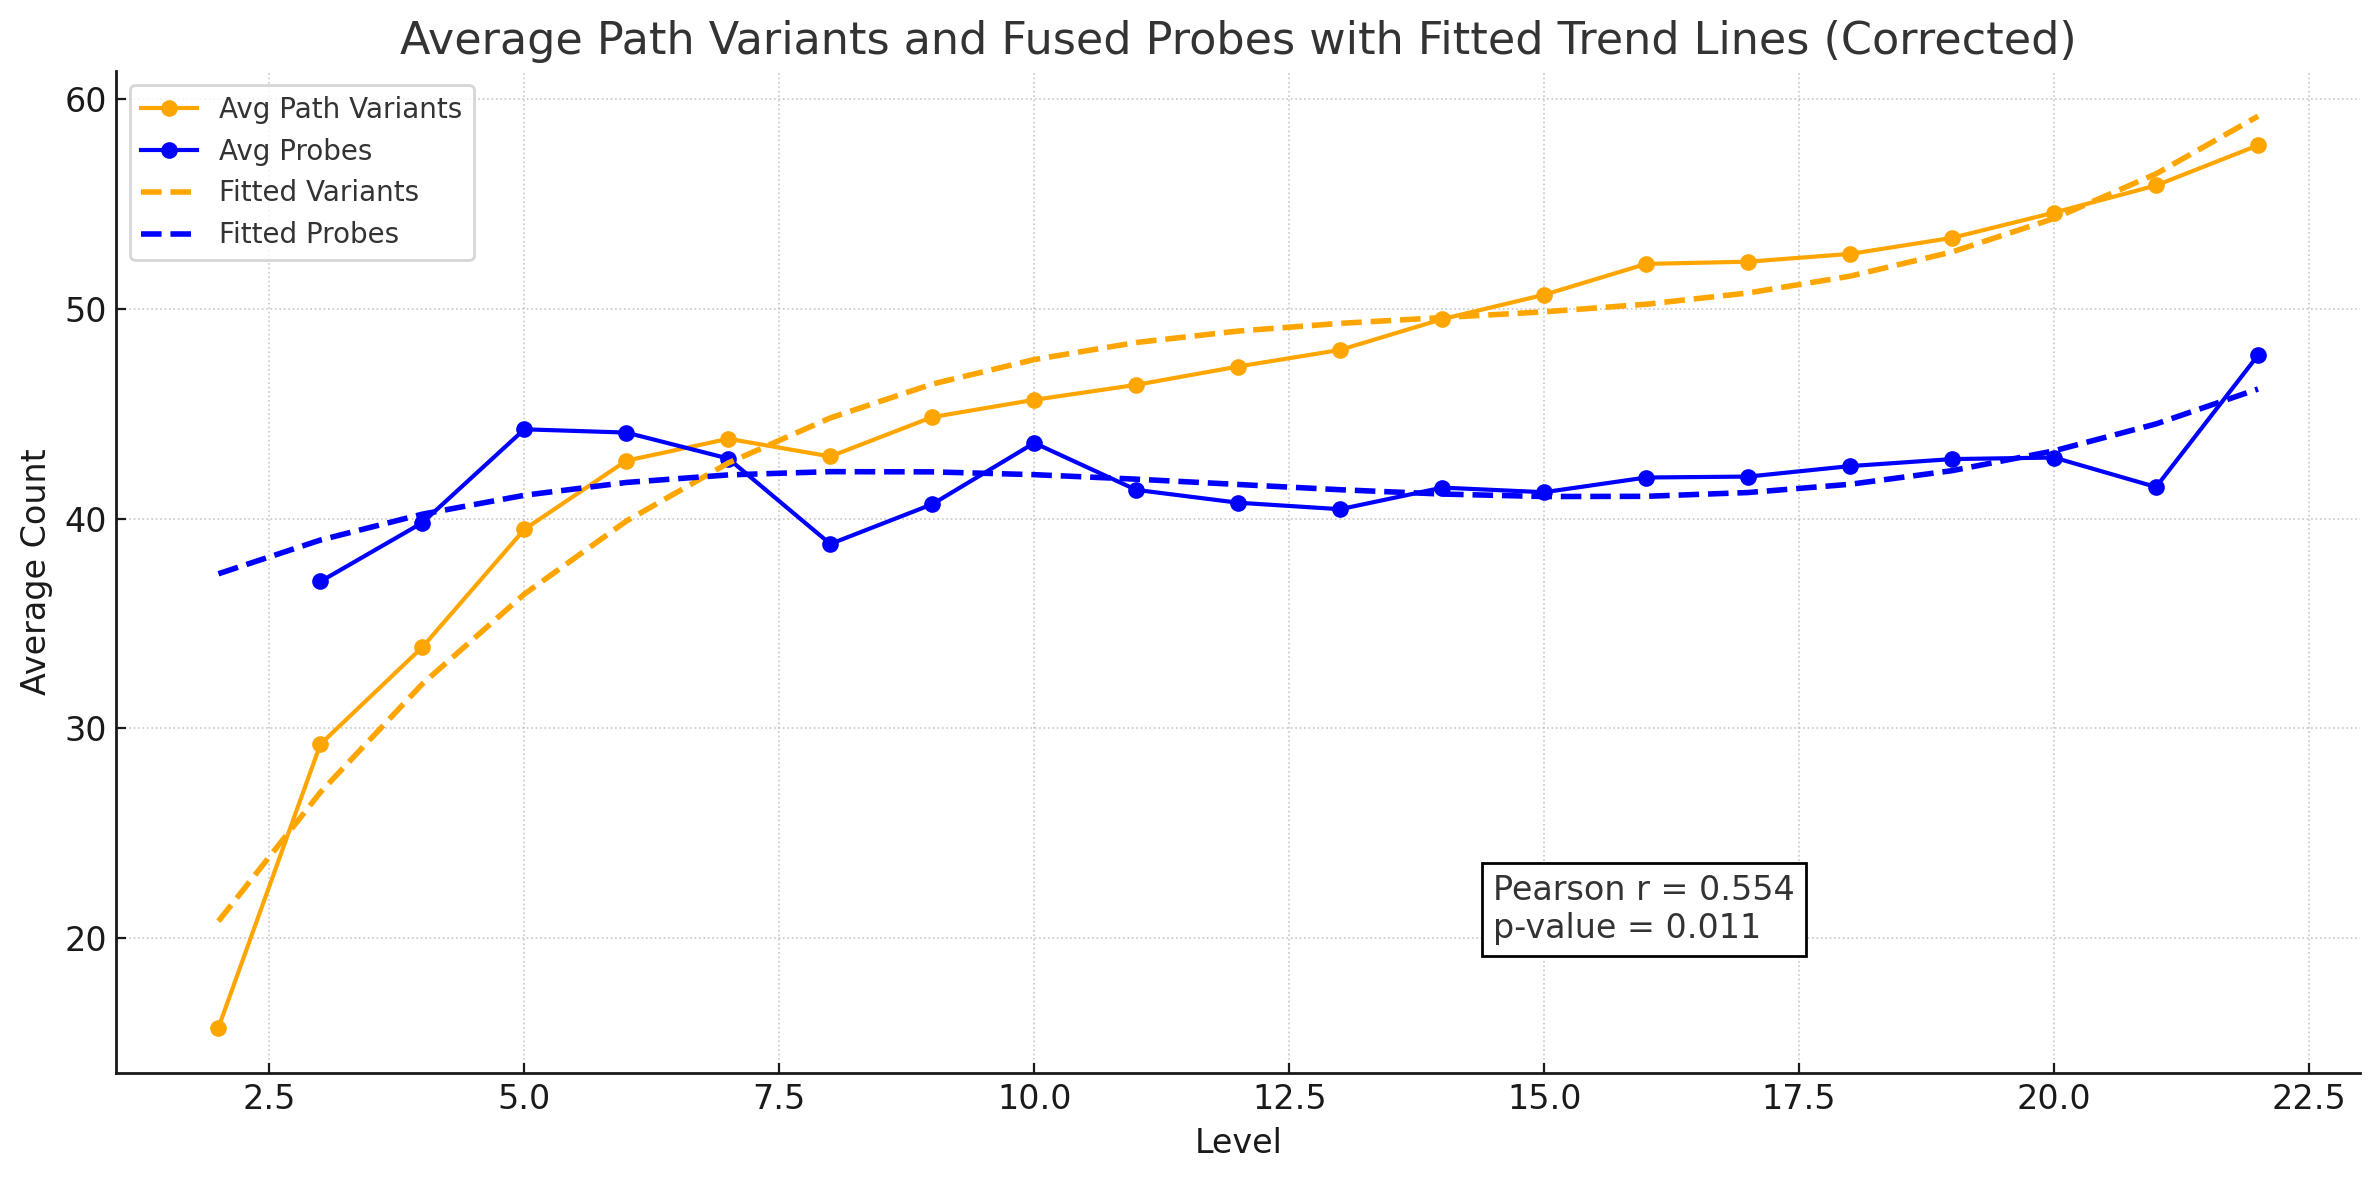 Average Path Variants and Fused Probes with Fitted Trend Lines (Corrected)
Avg Path Variants
Avg Probes
Fitted Variants
Fitted Probes
60
50
40
30
20
Average Count
Pearson r = 0.554
p-value = 0.011
2.5 5.0 7.5 10.0 12.5 15.0 17.5 20.0 22.5
Level